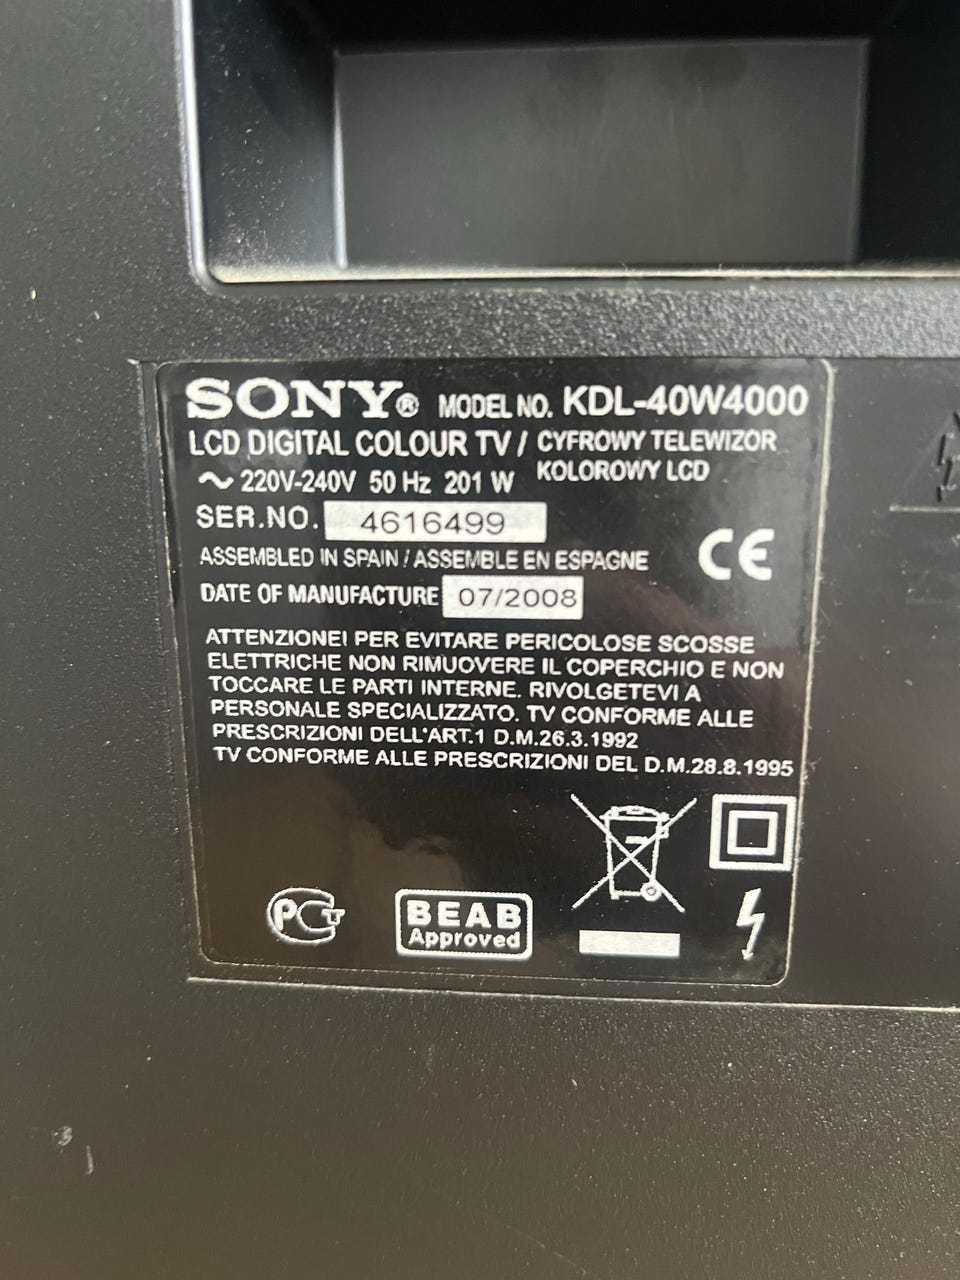 SONY® MODEL NO. KDL-40W4000
LCD DIGITAL COLOUR TV / CYFROWY TELEWIZOR
KOLOROWY LCD
~ 220V-240V 50 Hz 201 W
SER.NO. 4616499
ASSEMBLED IN SPAIN / ASSEMBLE EN ESPAGNE
CE
DATE OF MANUFACTURE 07/2008
ATTENZIONE! PER EVITARE PERICOLOSE SCOSSE
ELETTRICHE NON RIMUOVERE IL COPERCHIO E NON
TOCCARE LE PARTI INTERNE. RIVOLGETEVI A
PERSONALE SPECIALIZZATO. TV CONFORME ALLE
PRESCRIZIONI DELL'ART.1 D.M.26.3.1992
TV CONFORME ALLE PRESCRIZIONI DEL D.M.28.8.1995
PCT
BEAB
Approved